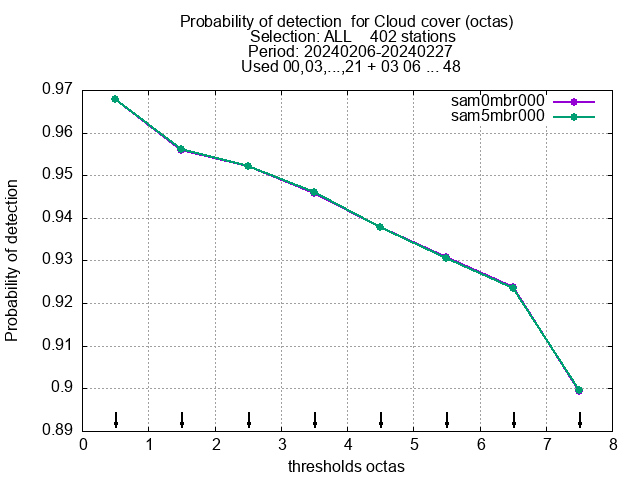 Probability of detection  for Cloud cover (octas)
Selection: ALL    402 stations
Period: 20240206-20240227
Used 00,03,...,21 + 03 06 ... 48
sam0mbr000
sam5mbr000
Probability of detection
0.97
0.96
0.95
0.94
0.93
0.92
0.91
0.9
0.89
0 1 2 3 4 5 6 7 8
thresholds octas